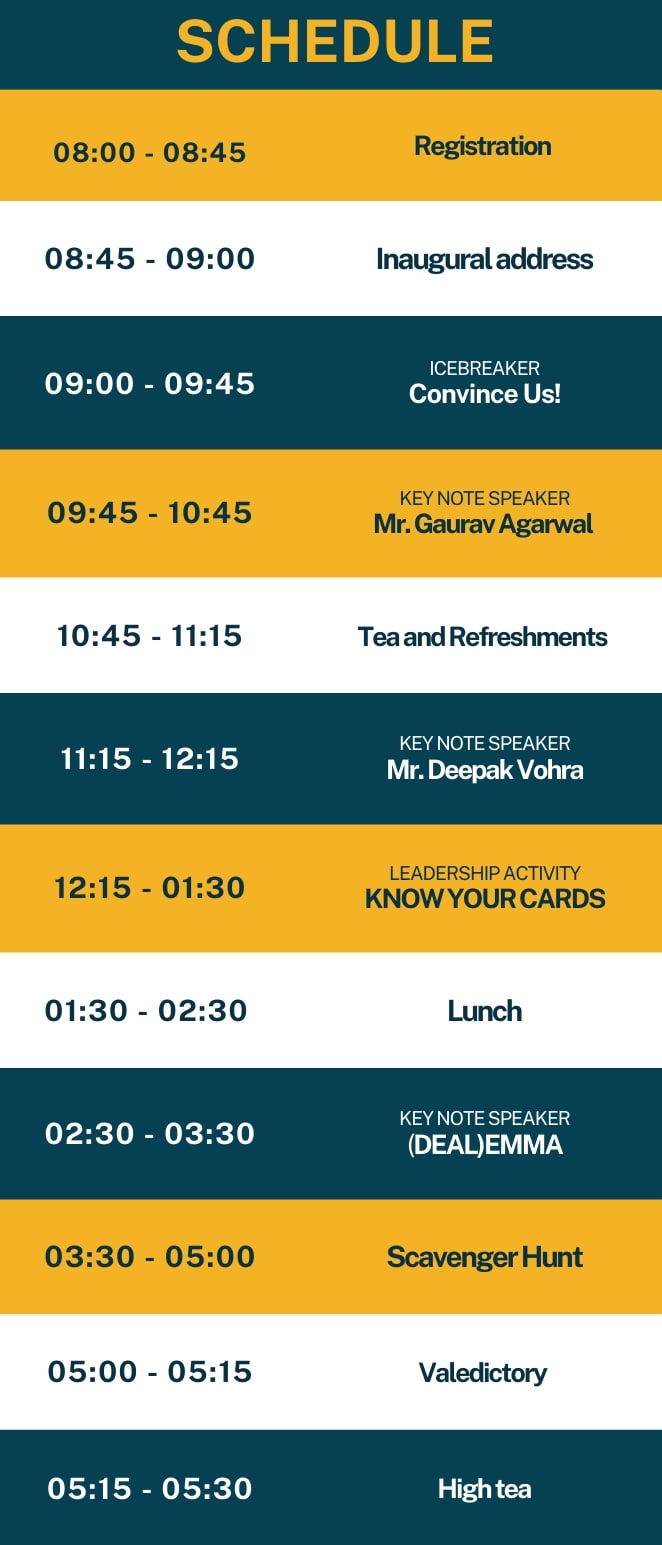 SCHEDULE
08:00 - 08:45 Registration
08:45 - 09:00 Inaugural address
ICEBREAKER
09:00 - 09:45 Convince Us!
KEY NOTE SPEAKER
09:45 - 10:45 Mr. Gaurav Agarwal
10:45 - 11:15 Tea and Refreshments
KEY NOTE SPEAKER
11:15 - 12:15 Mr. Deepak Vohra
LEADERSHIP ACTIVITY
12:15 - 01:30 KNOW YOUR CARDS
01:30 - 02:30 Lunch
KEY NOTE SPEAKER
02:30 - 03:30 (DEAL)EMMA
03:30 - 05:00 Scavenger Hunt
05:00 - 05:15 Valedictory
05:15 - 05:30 High tea